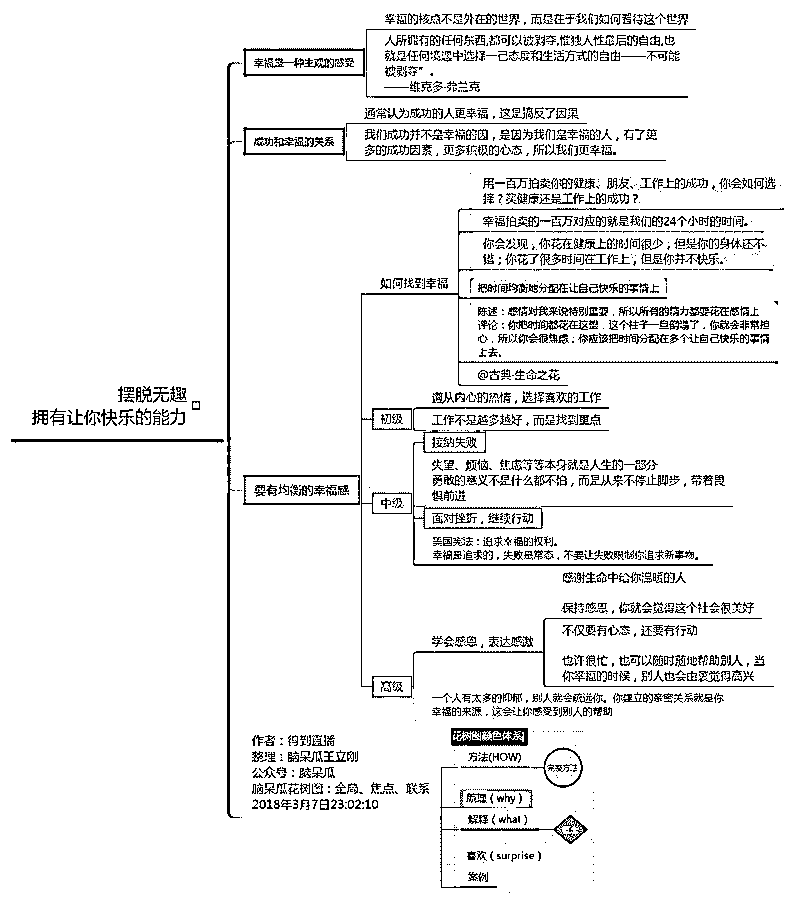 摆脱无趣
拥有让你快乐的能力
幸福是一种主观的感受
幸福的核点不是外在的世界，而是在于我们如何看待这个世界
人所拥有的任何东西,都可以被剥夺,惟独人性最后的自由,也
就是任何境遇中选择一己态度和生活方式的自由——不可能
被剥夺"。
——维克多·弗兰克
成功和幸福的关系
通常认为成功的人更幸福，这是搞反了因果
我们成功并不是幸福的因，是因为我们是幸福的人，有了更
多的成功因素，更多积极的心态，所以我们更幸福。
要有均衡的幸福感
如何找到幸福
用一百万拍卖你的健康、朋友、工作上的成功，你会如何选
择？买健康还是工作上的成功？
幸福拍卖的一百万对应的就是我们的24个小时的时间。
你会发现，你花在健康上的时间很少；但是你的身体还不
错；你花了很多时间在工作上，但是你并不快乐。
把时间均衡地分配在让自己快乐的事情上
陈述：感情对我来说特别重要，所以所有的精力都要花在感情上
评论：你把时间都花在这里，这个柱子一旦倒塌了，你就会非常担
心，所以你会很焦虑；你应该把时间分配在多个让自己快乐的事情
上去。
@古典·生命之花
初级
遵从内心的热情，选择喜欢的工作
工作不是越多越好，而是找到重点
中级
接纳失败
失望、烦恼、焦虑等等本身就是人生的一部分
勇敢的意义不是什么都不怕，而是从来不停止脚步，带着畏
惧前进
面对挫折，继续行动
美国宪法：追求幸福的权利。
幸福是追求的，失败是常态，不要让失败限制你追求新事物。
高级
学会感恩，表达感激
感谢生命中给你温暖的人
保持感恩，你就会觉得这个社会很美好
不仅要有心态，还要有行动
也许很忙，也可以随时随地帮助别人，当
你幸福的时候，别人也会由衷觉得高兴
一个人有太多的抑郁，别人就会疏远你。你建立的亲密关系就是你
幸福的来源，这会让你感受到别人的帮助
作者：得到直播
整理：脑呆瓜王立刚
公众号：脑呆瓜
脑呆瓜花树图：全局、焦点、联系
2018年3月7日23:02:10
花树图颜色体系
方法(HOW)
原理（why）
解释（what）
喜欢（surprise）
案例